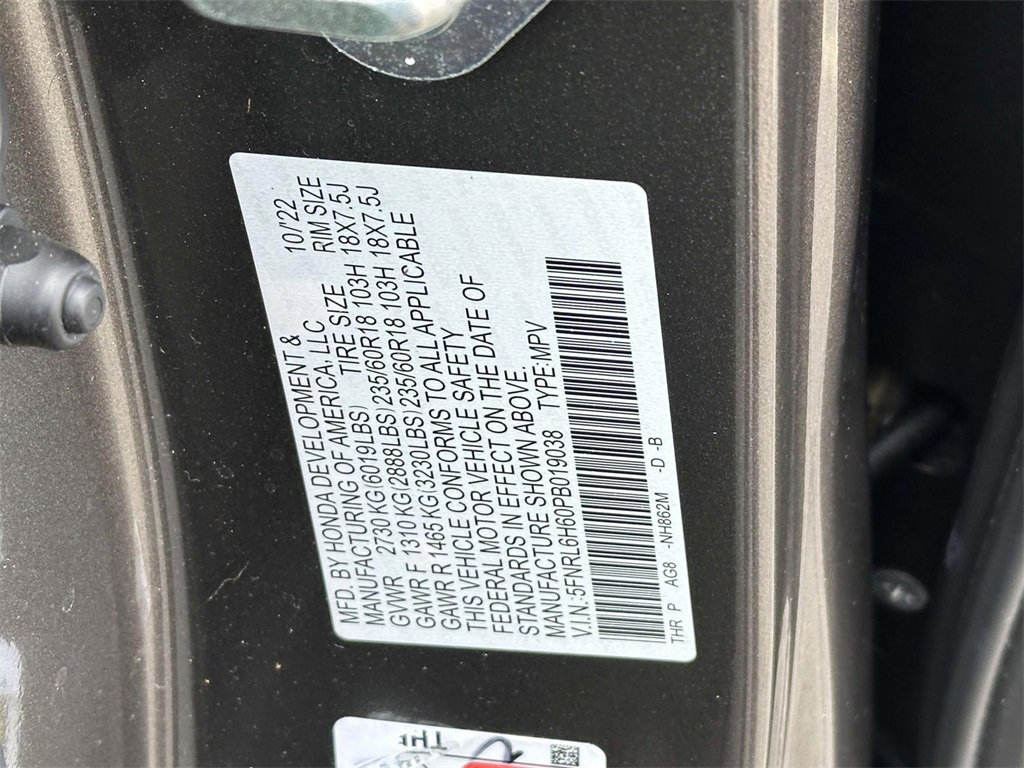 MFD. BY HONDA DEVELOPMENT & 10/22
MANUFACTURING OF AMERICA, LLC
TIRE SIZE RIM SIZE
GVWR 2730 KG(6019LBS)
GAWR F 1310 KG(2888LBS) 235/60R18 103H 18X7.5J
GAWR R 1465 KG(3230LBS) 235/60R18 103H 18X7.5J
THIS VEHICLE CONFORMS TO ALL APPLICABLE
FEDERAL MOTOR VEHICLE SAFETY
STANDARDS IN EFFECT ON THE DATE OF
MANUFACTURE SHOWN ABOVE.
V.I.N.:5FNRL6H60PB019038 TYPE:MPV
THR P AG8 -NH862M -D -B